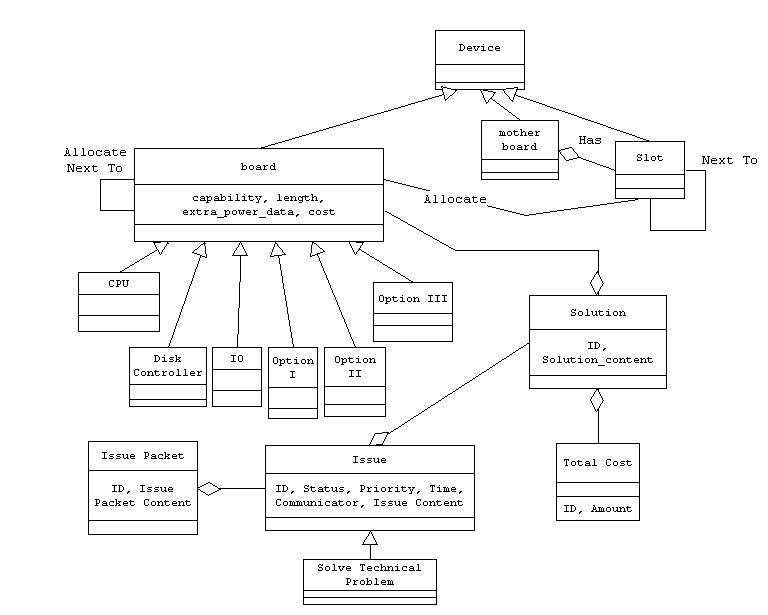 Device
mother
board
Has
Slot
Next To
Allocate
Next To
board
capability, length,
extra_power_data, cost
Allocate
CPU
Option III
Disk
Controller
IO
Option
I
Option
II
Solution
ID,
Solution_content
Issue Packet
ID, Issue
Packet Content
Issue
ID, Status, Priority, Time,
Communicator, Issue Content
Total Cost
ID, Amount
Solve Technical
Problem